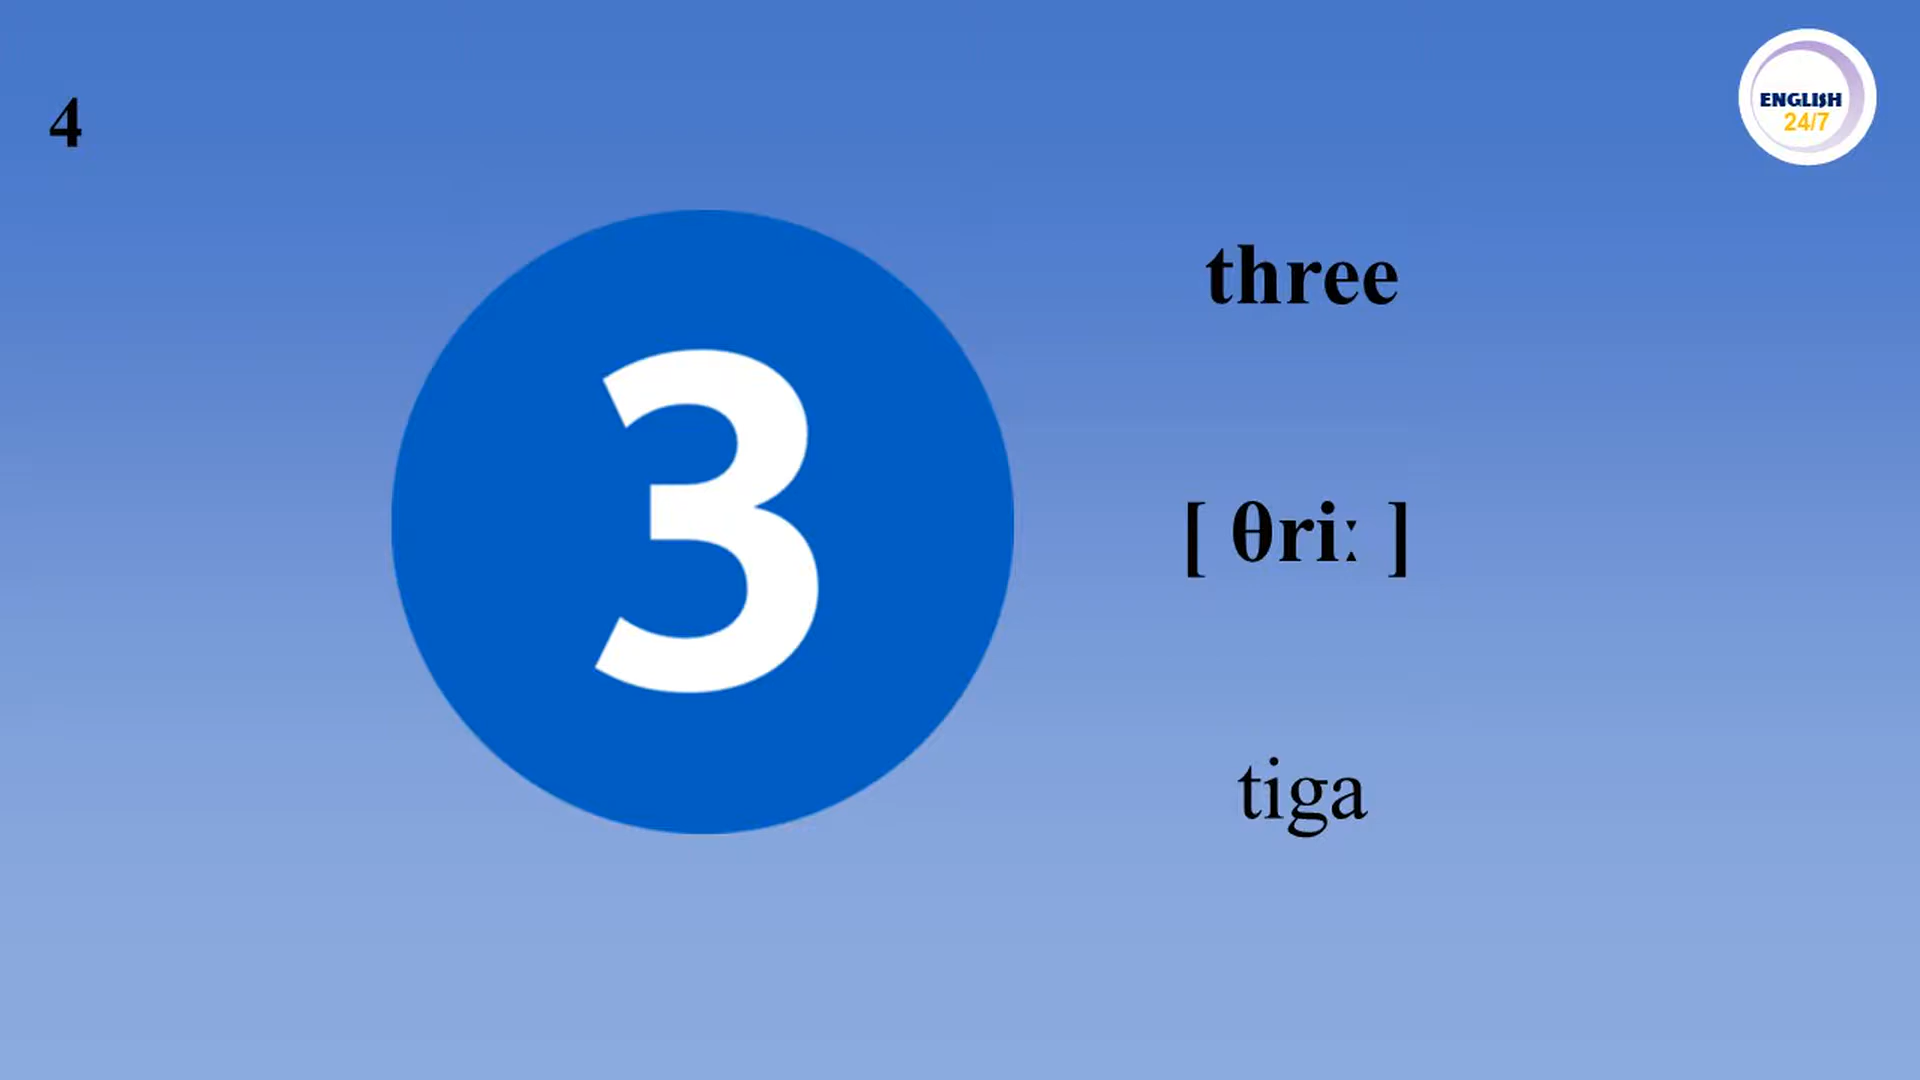 4
ENGLISH
24/7
3
three
[ θriː ]
tiga